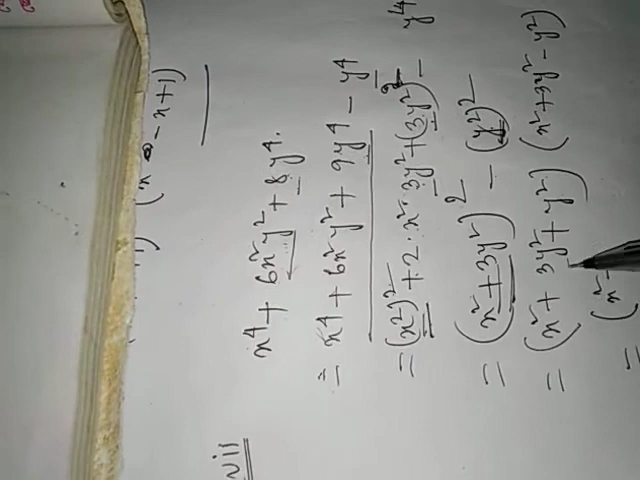 vii
x⁴ + 6x²y² + 8y⁴.
= x⁴ + 6x²y² + 9y⁴ - y⁴
= (x²)² + 2.x².3y² + (3y²)² - y⁴
= (x² + 3y²)² - (y²)²
= (x² + 3y² + y²) (x² + 3y² - y²)
= (x²
- x + 1)